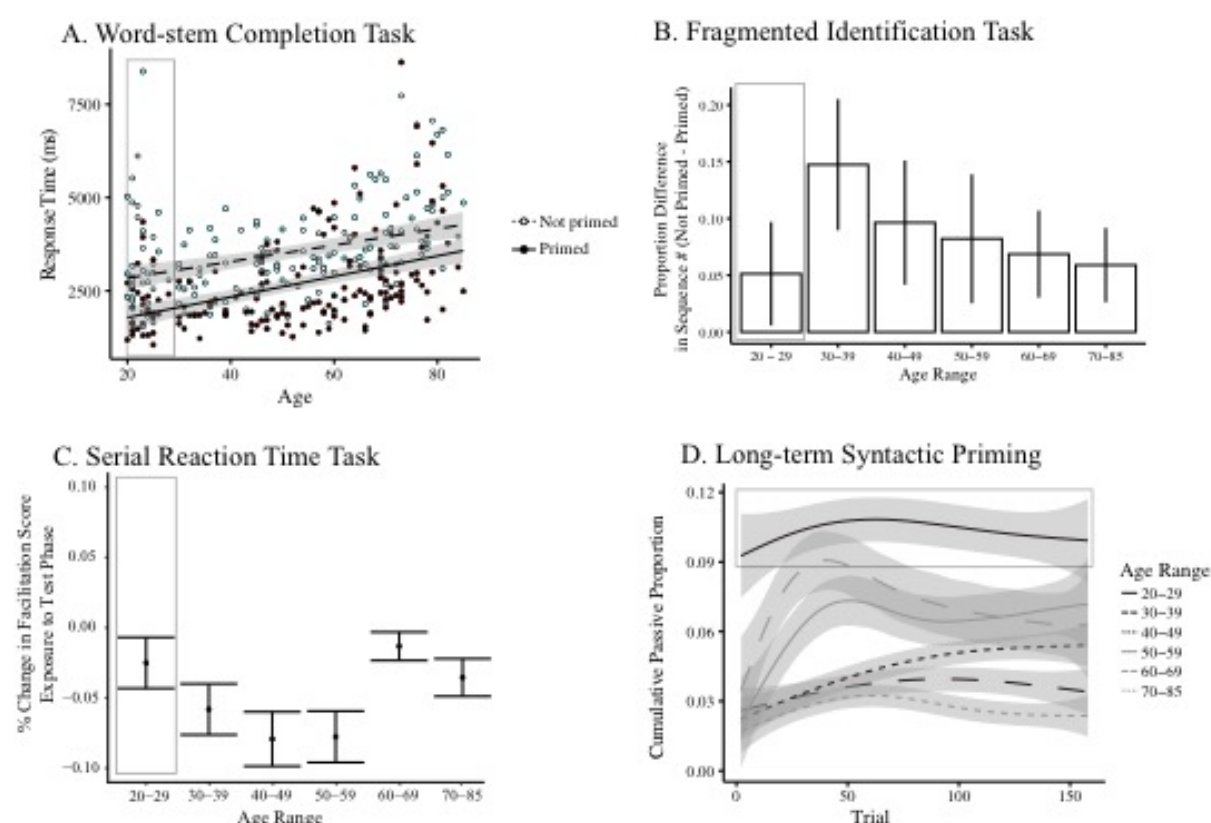 A. Word-stem Completion Task
Response Time (ms)
7500
5000
2500
20 40 60 80
Age
Not primed
Primed
B. Fragmented Identification Task
Proportion Difference
in Sequence # (Not Primed - Primed)
0.20
0.15
0.10
0.05
0.00
20 - 29 30-39 40-49 50-59 60-69 70-85
Age Range
C. Serial Reaction Time Task
% Change in Facilitation Score
Exposure to Test Phase
0.10
0.05
0.00
-0.05
-0.10
20-29 30-39 40-49 50-59 60-69 70-85
Age Range
D. Long-term Syntactic Priming
Cumulative Passive Proportion
0.12
0.09
0.06
0.03
0.00
0 50 100 150
Trial
Age Range
20-29
30-39
40-49
50-59
60-69
70-85